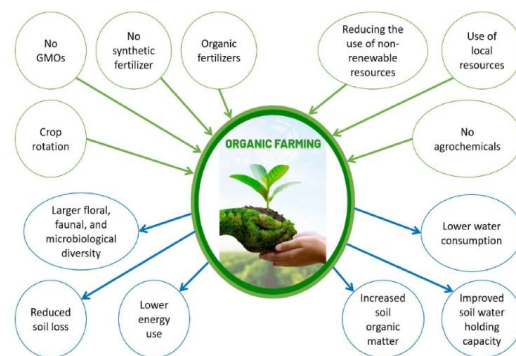 No
GMOs
No
synthetic
fertilizer
Organic
fertilizers
Reducing the
use of non-
renewable
resources
Use of
local
resources
Crop
rotation
ORGANIC FARMING
No
agrochemicals
Larger floral,
faunal, and
microbiological
diversity
Lower water
consumption
Reduced
soil loss
Lower
energy
use
Increased
soil
organic
matter
Improved
soil water
holding
capacity